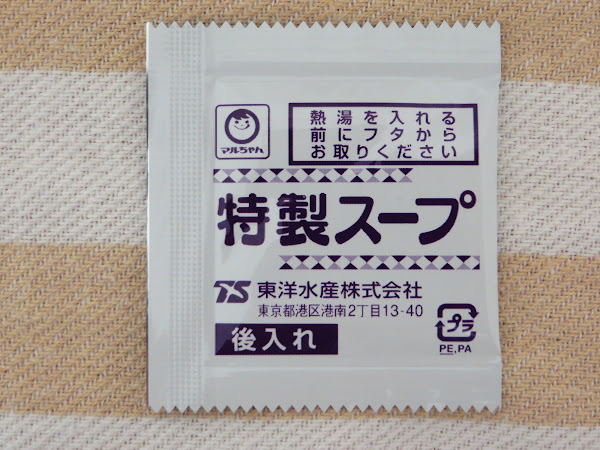 マルちゃん
熱湯を入れる
前にフタから
お取りください
特製スープ
TS 東洋水産株式会社
東京都港区港南2丁目13-40
後入れ
プラ
PE,PA